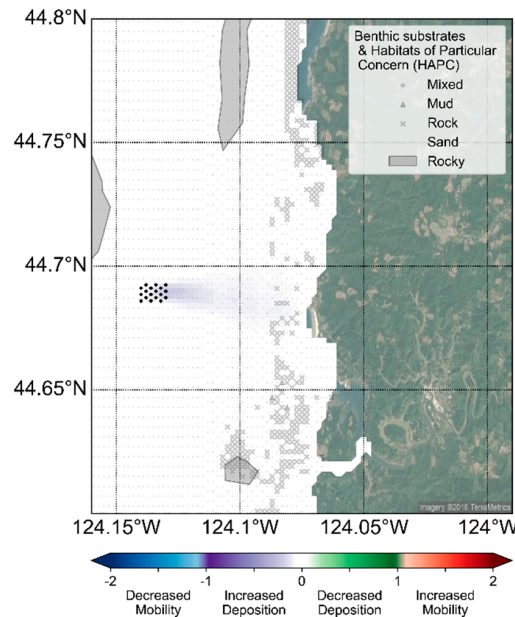 44.8°N
Benthic substrates
& Habitats of Particular
Concern (HAPC)
Mixed
Mud
Rock
Sand
Rocky
44.75°N
44.7°N
44.65°N
Imagery ©2018 TerraMetrics
124.15°W
124.1°W
124.05°W
124°W
-2
-1
0
1
2
Decreased
Mobility
Increased
Deposition
Decreased
Deposition
Increased
Mobility